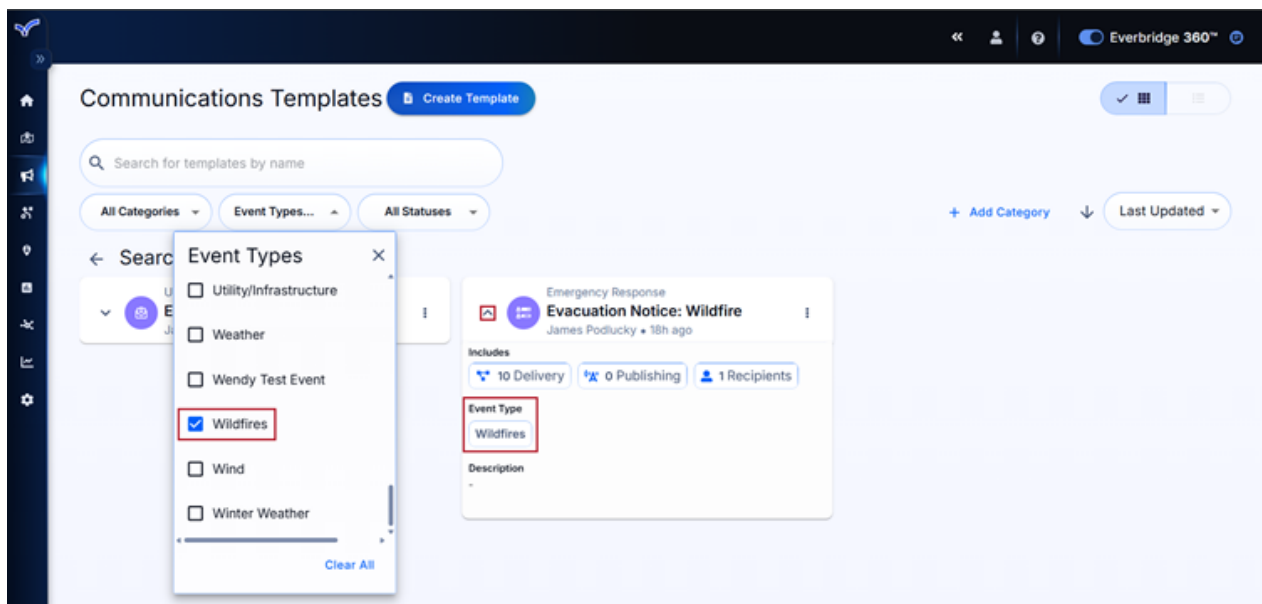 Everbridge 360™
Communications Templates
Create Template
Search for templates by name
All Categories
Event Types...
All Statuses
+ Add Category
Last Updated
Searc
Event Types
Utility/Infrastructure
Weather
Wendy Test Event
Wildfires
Wind
Winter Weather
Clear All
U
E
Ja
Emergency Response
Evacuation Notice: Wildfire
James Podlucky • 18h ago
Includes
10 Delivery
0 Publishing
1 Recipients
Event Type
Wildfires
Description
-